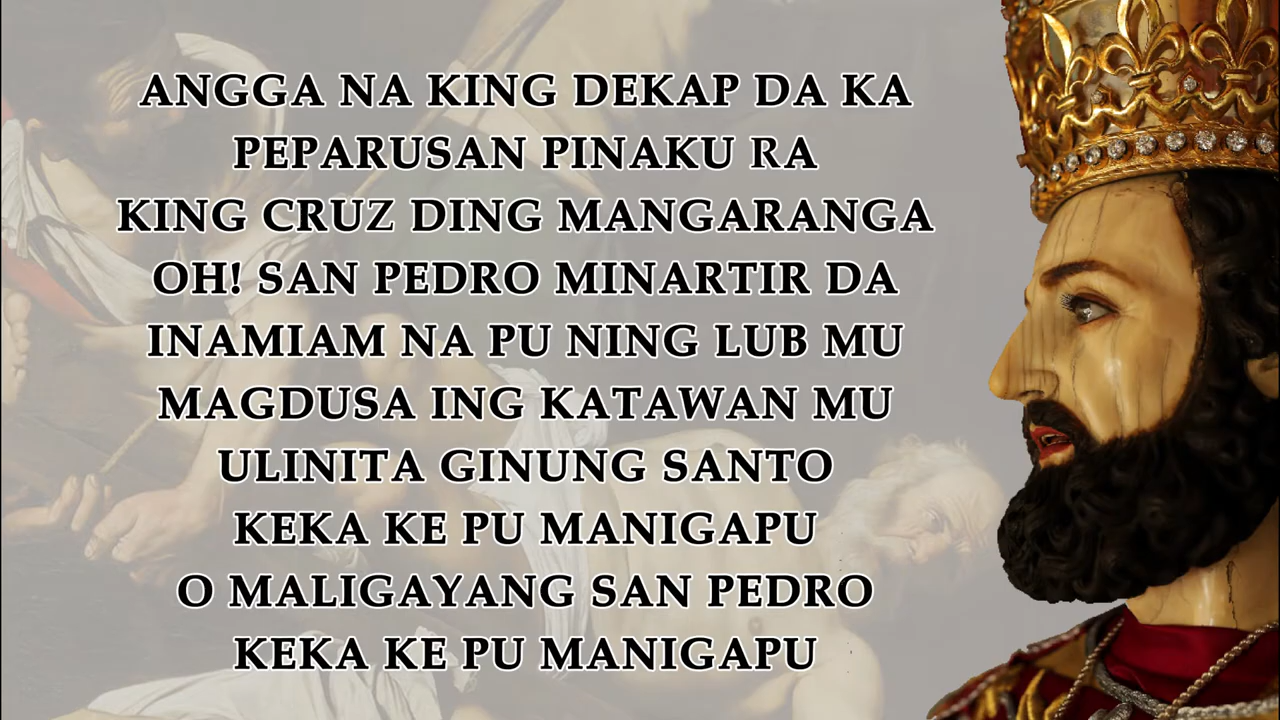 ANGGA NA KING DEKAP DA KA
PEPARUSAN PINAKU RA
KING CRUZ DING MANGARANGA
OH! SAN PEDRO MINARTIR DA
INAMIAM NA PU NING LUB MU
MAGDUSA ING KATAWAN MU
ULINITA GINUNG SANTO
KEKA KE PU MANIGAPU
O MALIGAYANG SAN PEDRO
KEKA KE PU MANIGAPU